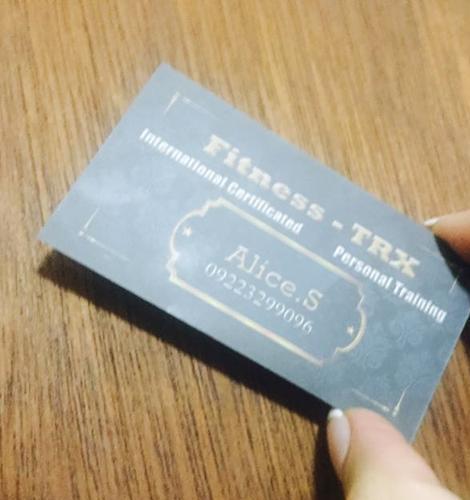 Fitness - TRX
International Certificated Personal Training
Alice.S
09223299096